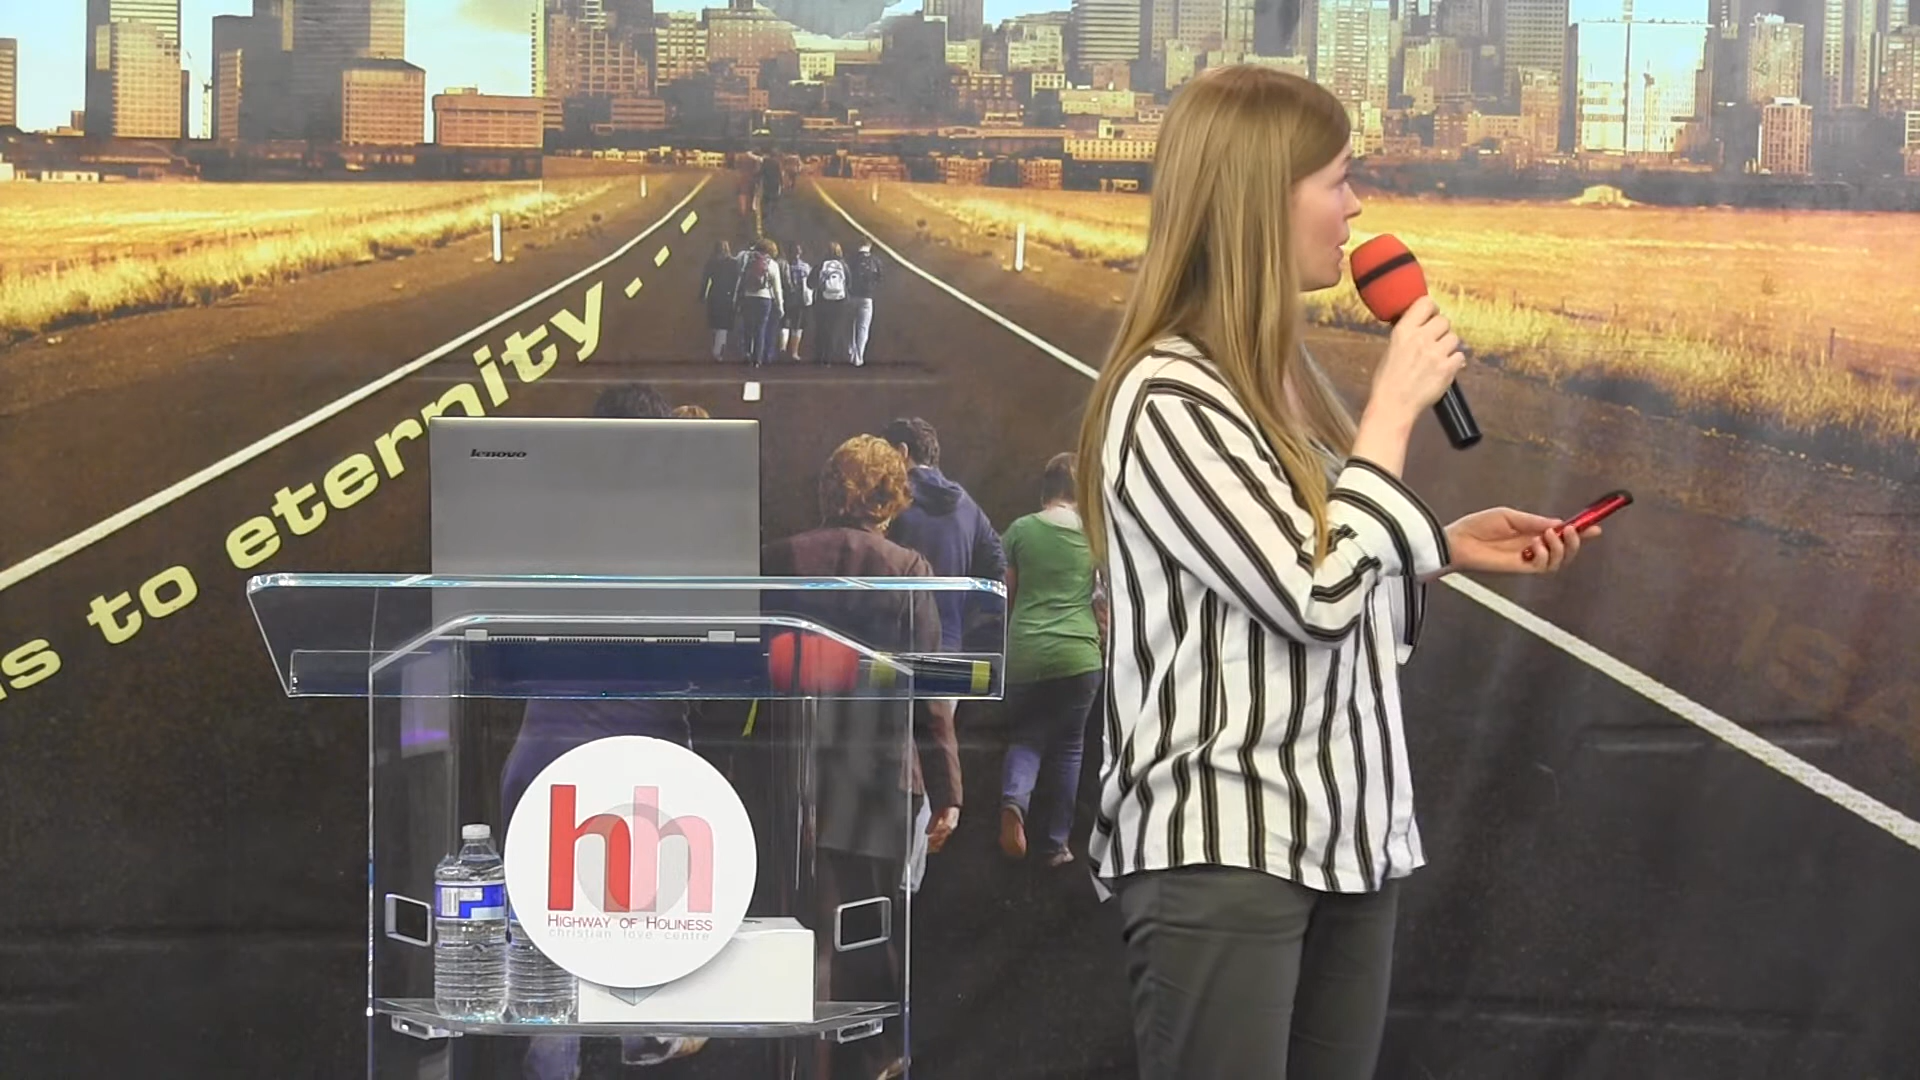 is to eternity...
lenovo
hh
HIGHWAY OF HOLINESS
christian love centre